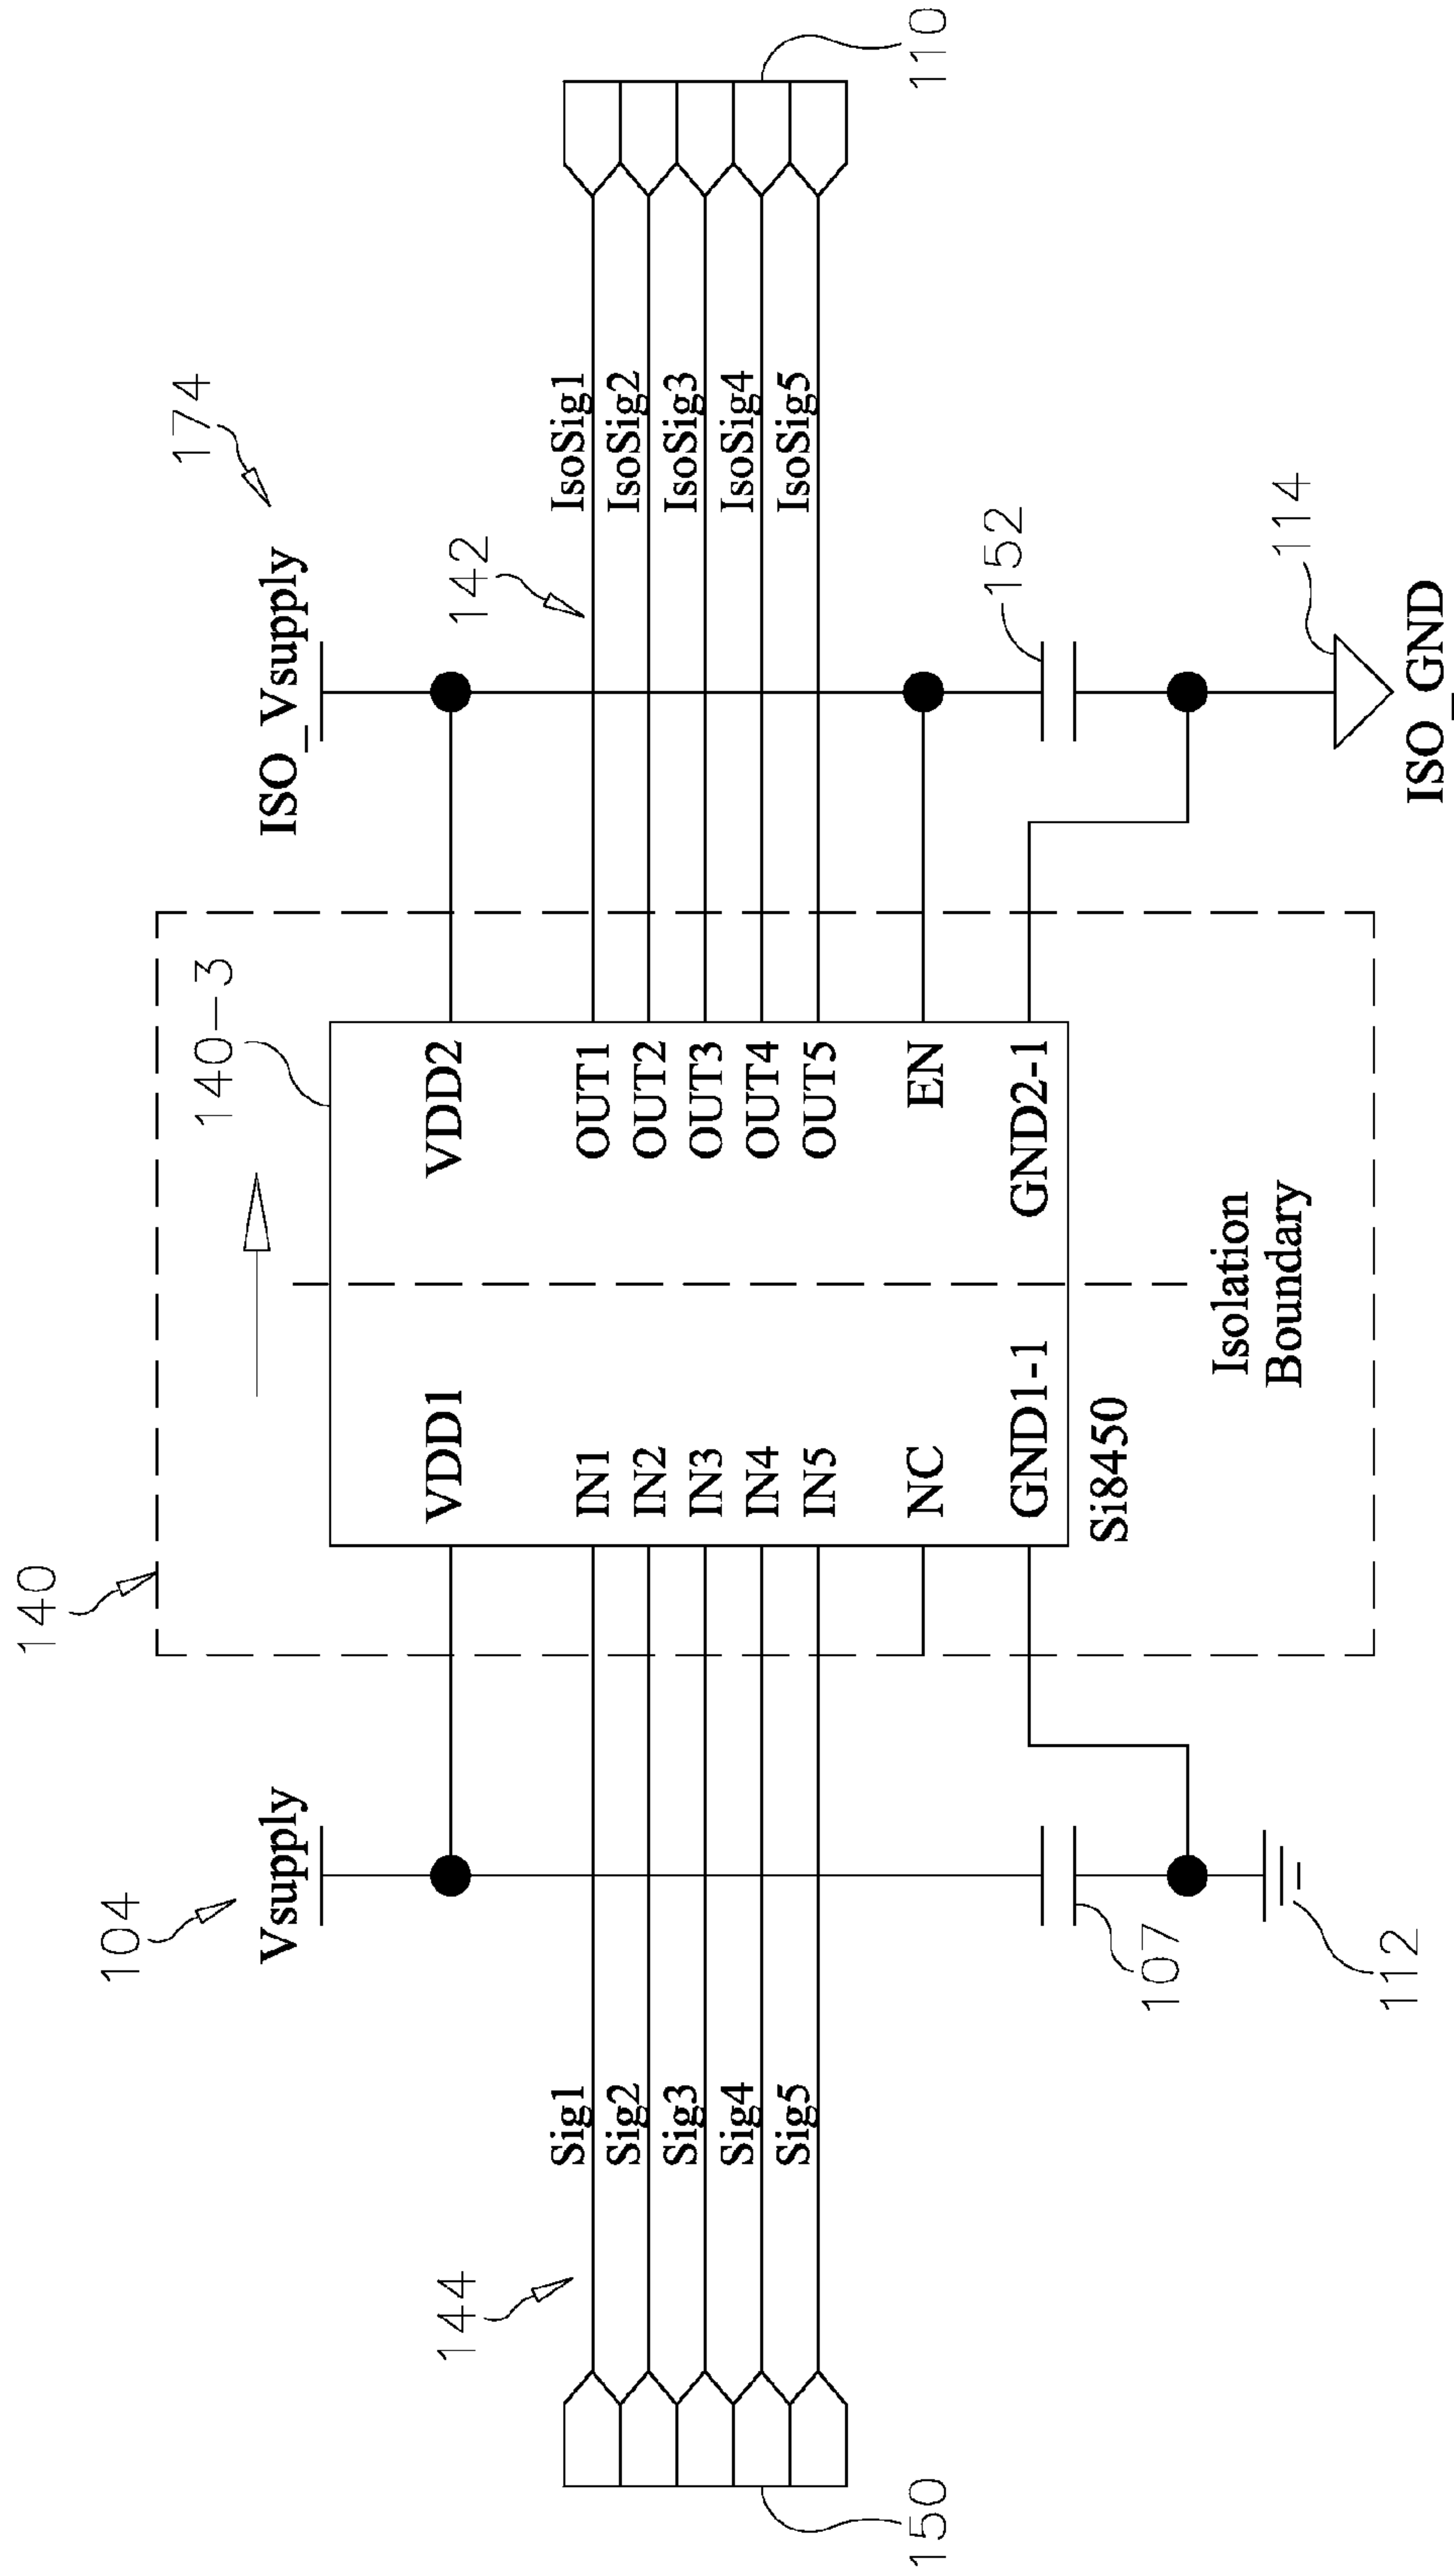 140
104
Vsupply
140-3
ISO_Vsupply
174
144
142
Sig1
Sig2
Sig3
Sig4
Sig5
VDD1
IN1
IN2
IN3
IN4
IN5
NC
GND1-1
VDD2
OUT1
OUT2
OUT3
OUT4
OUT5
EN
GND2-1
IsoSig1
IsoSig2
IsoSig3
IsoSig4
IsoSig5
150
110
Si8450
Isolation
Boundary
107
112
152
114
ISO_GND